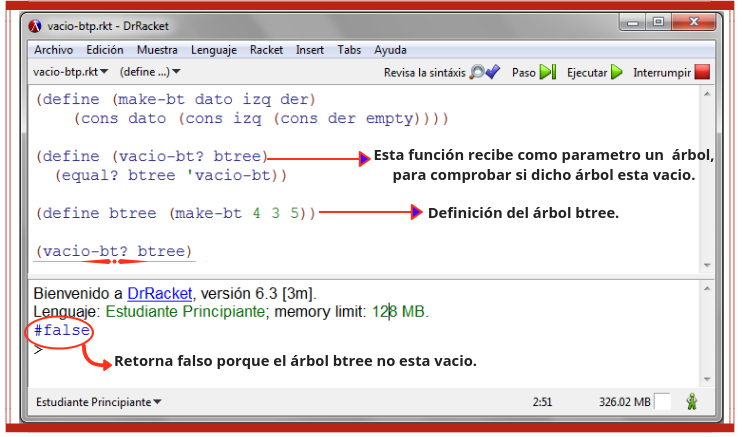 vacio-btp.rkt - DrRacket
Archivo Edición Muestra Lenguaje Racket Insert Tabs Ayuda
vacio-btp.rkt (define ...) Revisa la sintáxis Paso Ejecutar Interrumpir
(define (make-bt dato izq der)
(cons dato (cons izq (cons der empty))))
(define (vacio-bt? btree)
Esta función recibe como parametro un árbol,
(equal? btree 'vacio-bt))
para comprobar si dicho árbol esta vacio.
(define btree (make-bt 4 3 5))
Definición del árbol btree.
(vacio-bt? btree)
Bienvenido a DrRacket, versión 6.3 [3m].
Lenguaje: Estudiante Principiante; memory limit: 128 MB.
#false
>
Retorna falso porque el árbol btree no esta vacio.
Estudiante Principiante 2:51 326.02 MB